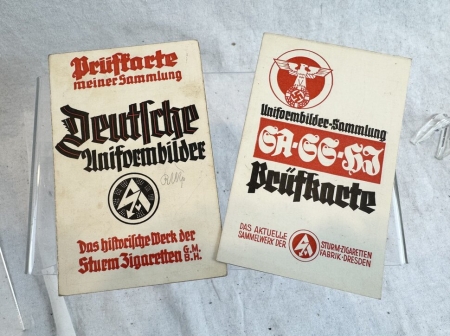 Prüfkarte
meiner Sammlung
Deutsche
Uniformbilder
Das historische Werk der
Sturm Zigaretten G.M.
B.H.
Uniformbilder-Sammlung
SA-SS-HJ
Prüfkarte
DAS AKTUELLE
SAMMELWERK DER
STURM-ZIGARETTEN
FABRIK-DRESDEN